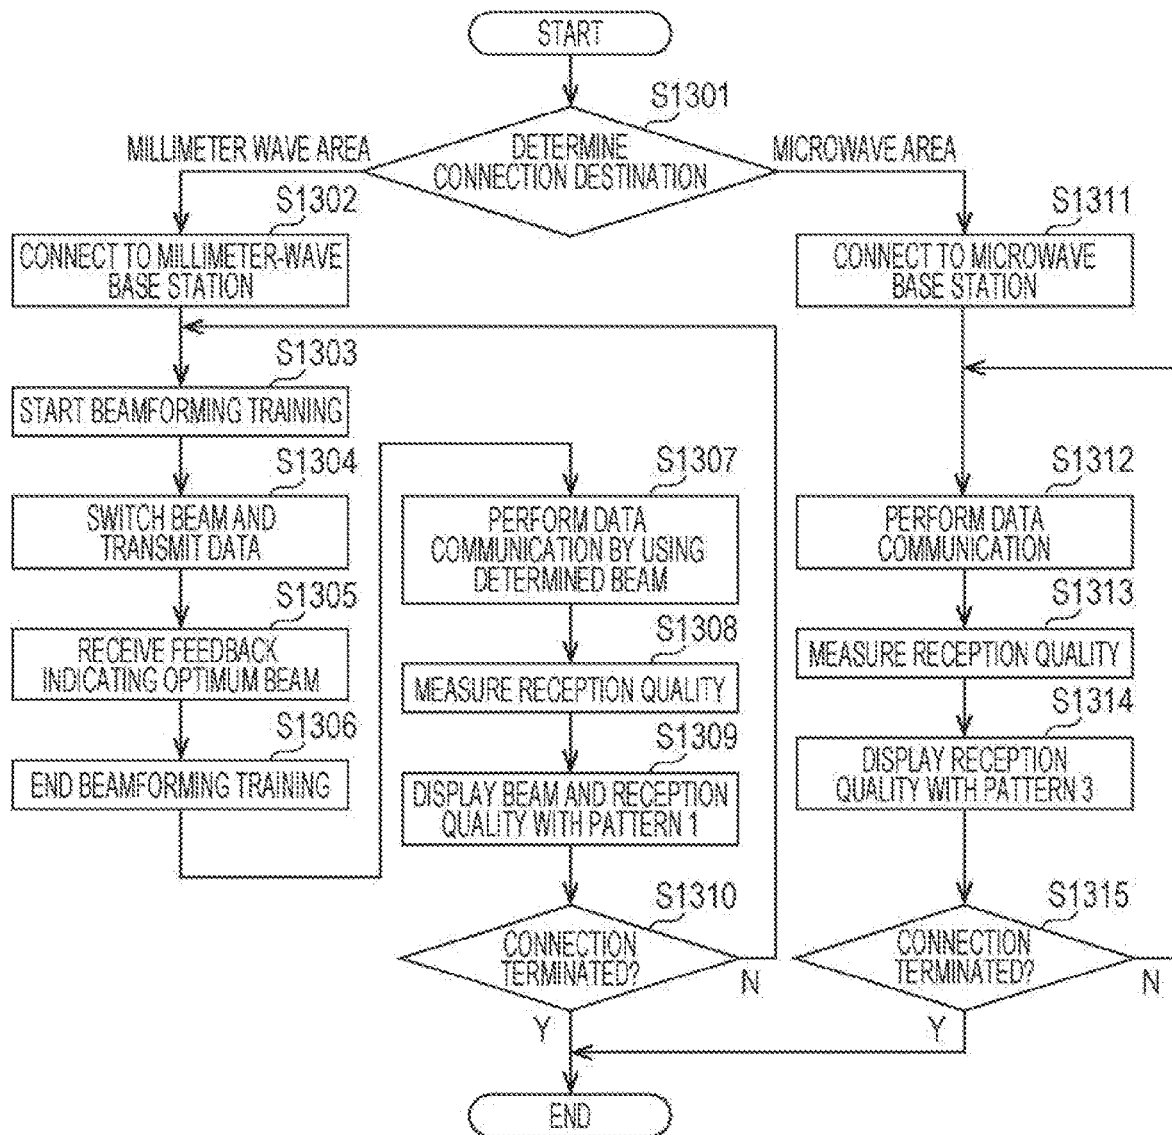 START
S1301
MILLIMETER WAVE AREA
DETERMINE
CONNECTION DESTINATION
MICROWAVE AREA
S1302
CONNECT TO MILLIMETER-WAVE
BASE STATION
S1303
START BEAMFORMING TRAINING
S1304
SWITCH BEAM AND
TRANSMIT DATA
S1305
RECEIVE FEEDBACK
INDICATING OPTIMUM BEAM
S1306
END BEAMFORMING TRAINING
S1307
PERFORM DATA
COMMUNICATION BY USING
DETERMINED BEAM
S1308
MEASURE RECEPTION QUALITY
S1309
DISPLAY BEAM AND RECEPTION
QUALITY WITH PATTERN 1
S1310
CONNECTION
TERMINATED?
N
Y
S1311
CONNECT TO MICROWAVE
BASE STATION
S1312
PERFORM DATA
COMMUNICATION
S1313
MEASURE RECEPTION QUALITY
S1314
DISPLAY RECEPTION
QUALITY WITH PATTERN 3
S1315
CONNECTION
TERMINATED?
N
Y
END